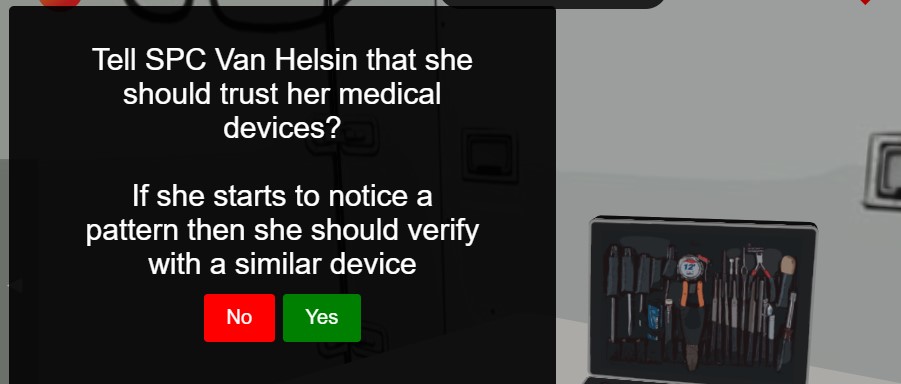 Tell SPC Van Helsin that she
should trust her medical
devices?
If she starts to notice a
pattern then she should verify
with a similar device
No Yes